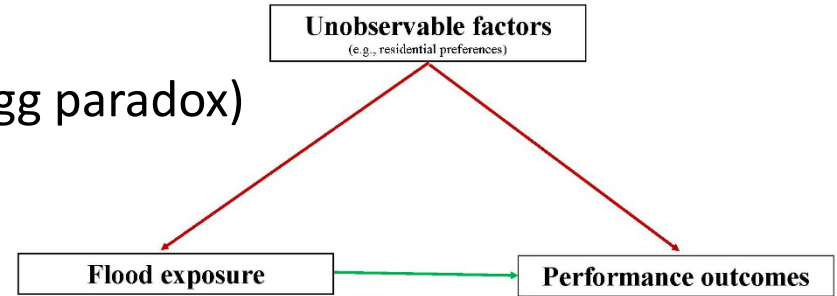 Unobservable factors
(e.g., residential preferences)
gg paradox)
Flood exposure
Performance outcomes